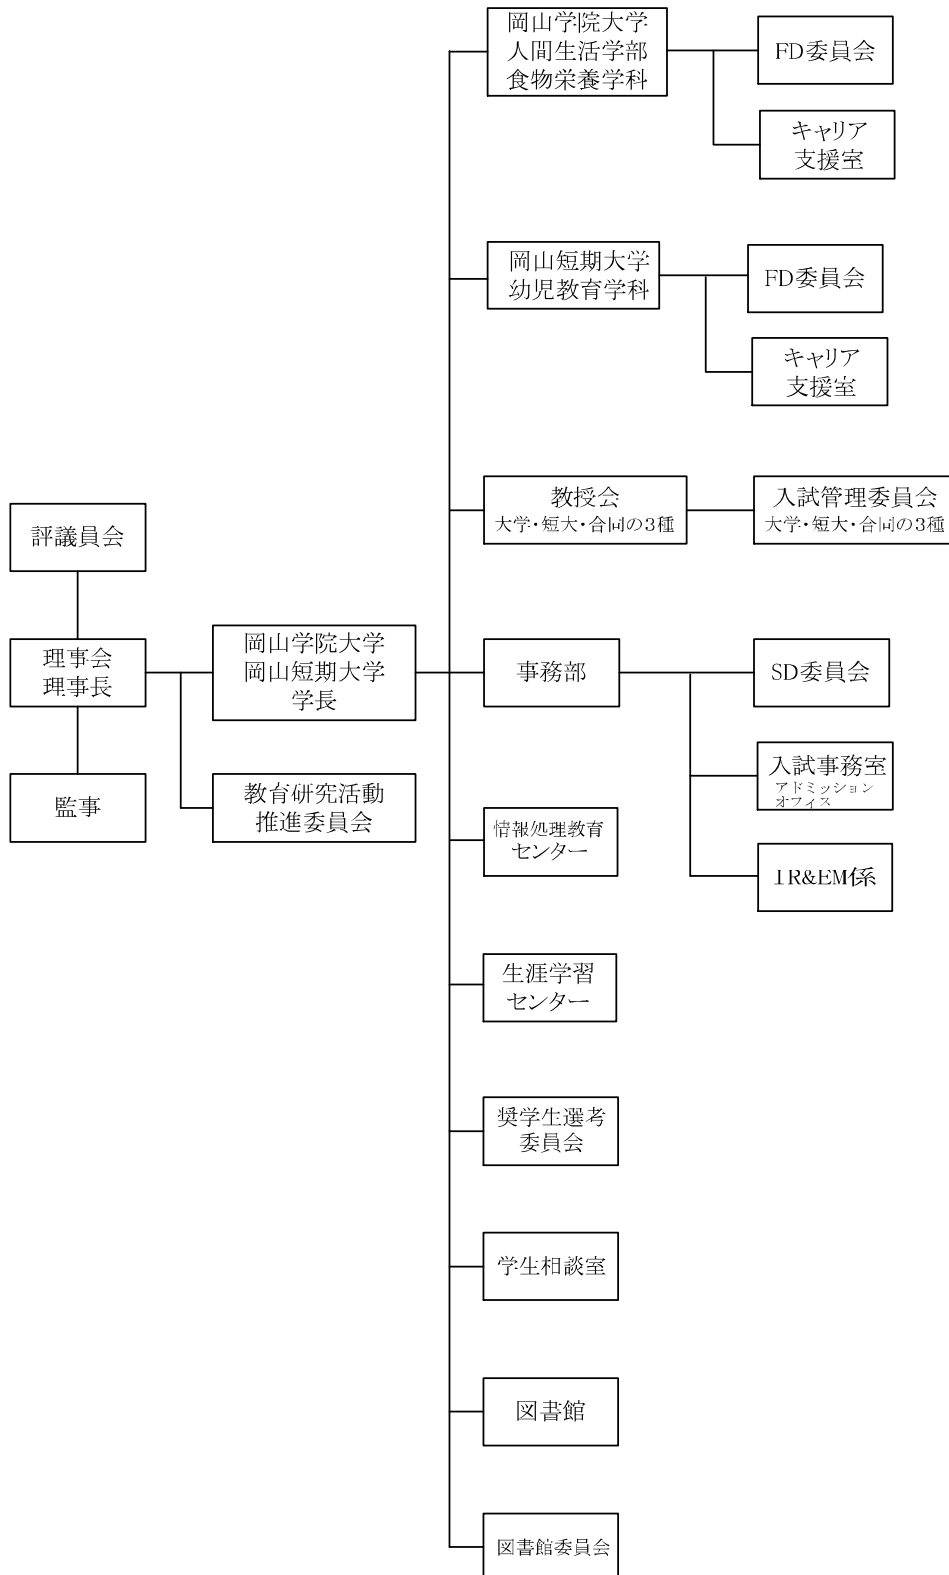 岡山学院大学
人間生活学部
食物栄養学科
FD委員会
キャリア
支援室
岡山短期大学
幼児教育学科
FD委員会
キャリア
支援室
教授会
大学・短大・合同の3種
入試管理委員会
大学・短大・合同の3種
評議員会
理事会
理事長
監事
岡山学院大学
岡山短期大学
学長
教育研究活動
推進委員会
事務部
SD委員会
入試事務室
アドミッション
オフィス
IR&EM係
情報処理教育
センター
生涯学習
センター
奨学生選考
委員会
学生相談室
図書館
図書館委員会